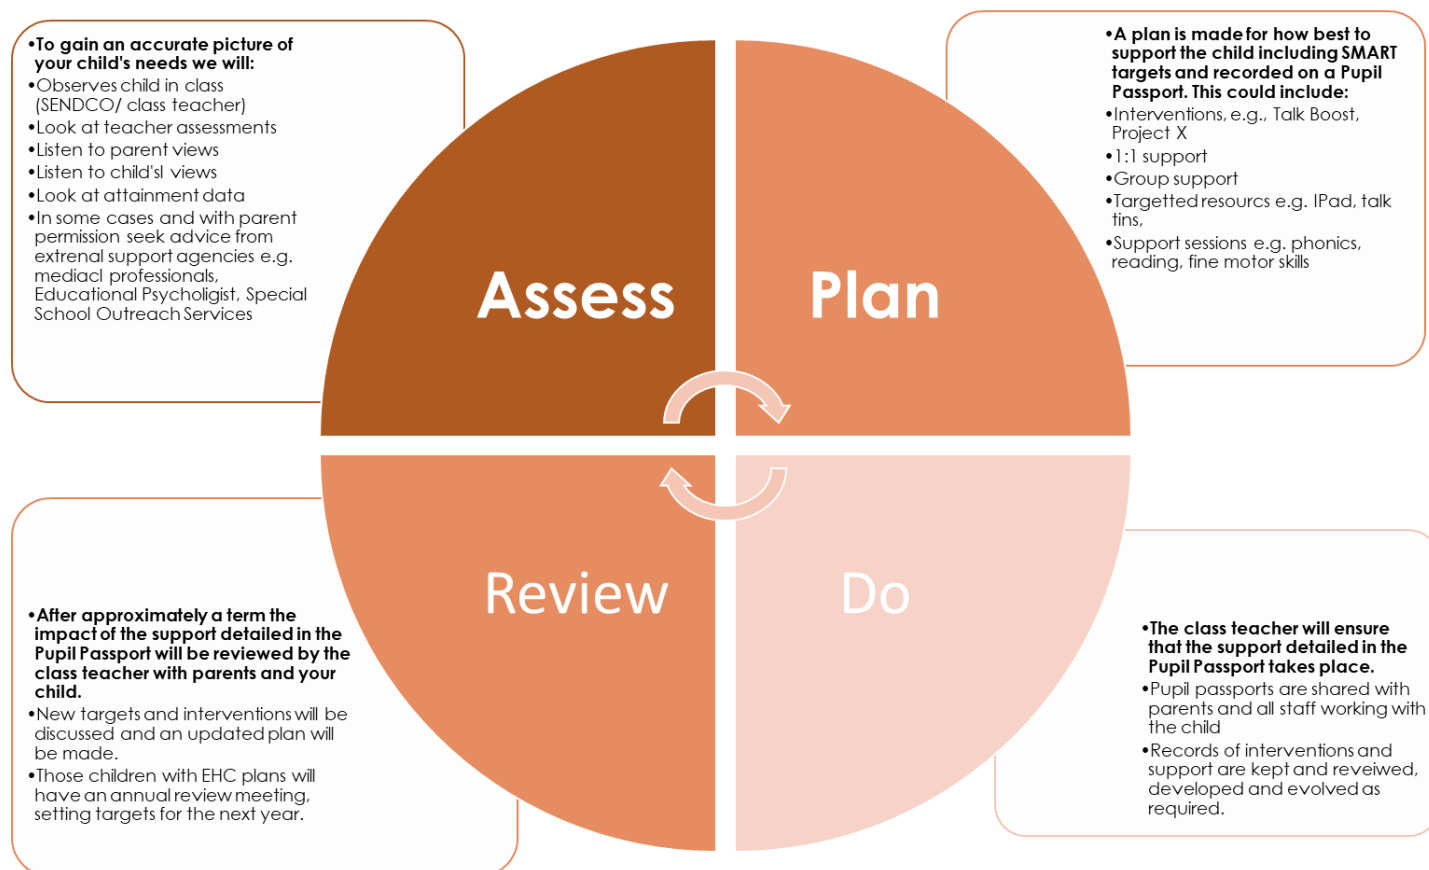 •To gain an accurate picture of
your child's needs we will:
•Observes child in class
(SENDCO/ class teacher)
•Look at teacher assessments
•Listen to parent views
•Listen to child'sl views
•Look at attainment data
•In some cases and with parent
permission seek advice from
extrenal support agencies e.g.
mediacl professionals,
Educational Psycholigist, Special
School Outreach Services
Assess
•A plan is made for how best to
support the child including SMART
targets and recorded on a Pupil
Passport. This could include:
•Interventions, e.g., Talk Boost,
Project X
•1:1 support
•Group support
•Targetted resourcs e.g. IPad, talk
tins,
•Support sessions e.g. phonics,
reading, fine motor skills
Plan
Review
•After approximately a term the
impact of the support detailed in the
Pupil Passport will be reviewed by the
class teacher with parents and your
child.
•New targets and interventions will be
discussed and an updated plan will
be made.
•Those children with EHC plans will
have an annual review meeting,
setting targets for the next year.
Do
•The class teacher will ensure
that the support detailed in the
Pupil Passport takes place.
•Pupil passports are shared with
parents and all staff working with
the child
•Records of interventions and
support are kept and reveiwed,
developed and evolved as
required.